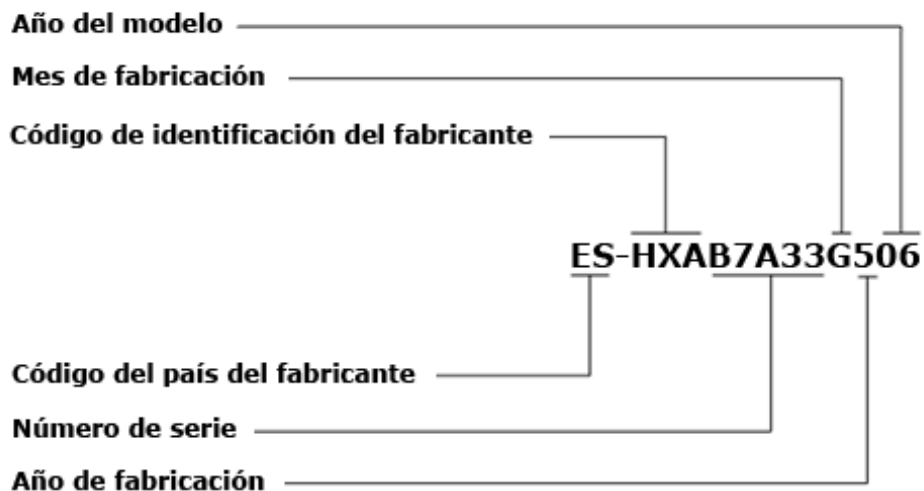 Año del modelo
Mes de fabricación
Código de identificación del fabricante
ES-HXAB7A33G506
Código del país del fabricante
Número de serie
Año de fabricación